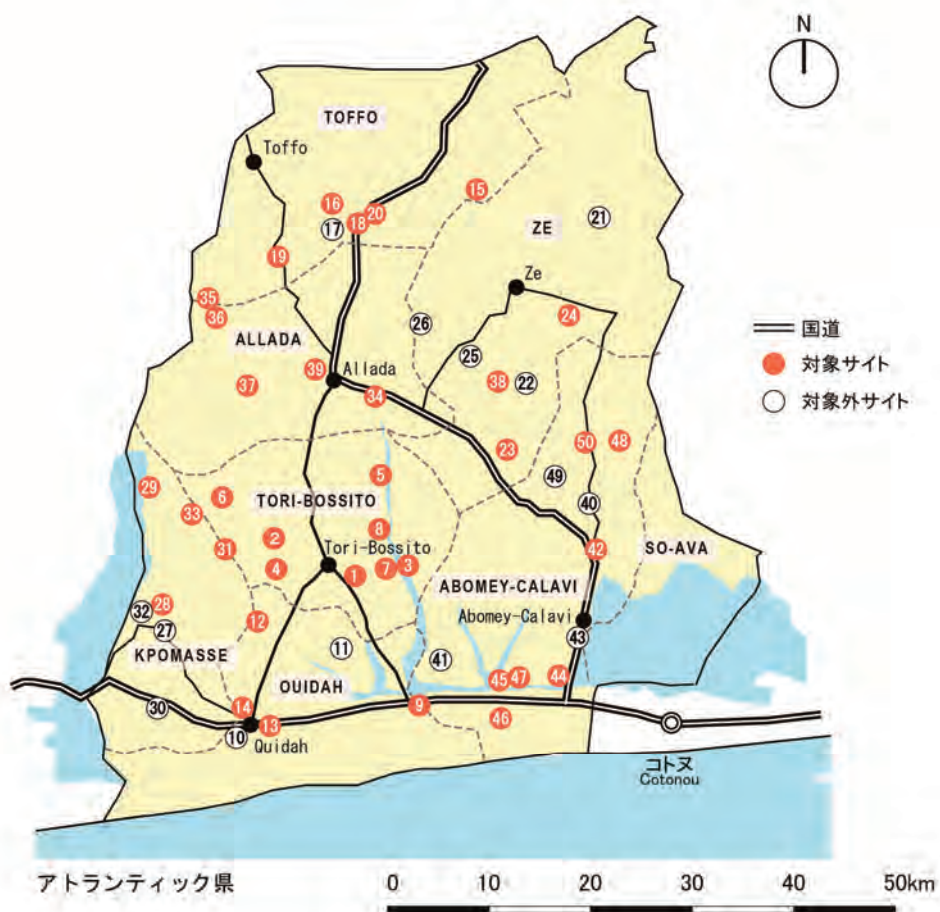 N
TOFFO
Toffo
16
15
20
18
17
21
ZE
19
Ze
35
36
26
24
ALLADA
25
39
Allada
38
22
37
34
国道
対象サイト
対象外サイト
50
48
23
5
49
29
6
TORI-BOSSITO
40
33
8
2
31
42
SO-AVA
Tori-Bossito
4
1
7
3
ABOMEY-CALAVI
28
32
12
Abomey-Calavi
27
43
11
KPOMASSE
41
OUIDAH
45
47
44
14
30
9
46
13
10
Ouidah
コトヌ
Cotonou
アトランティック県
0 10 20 30 40 50km